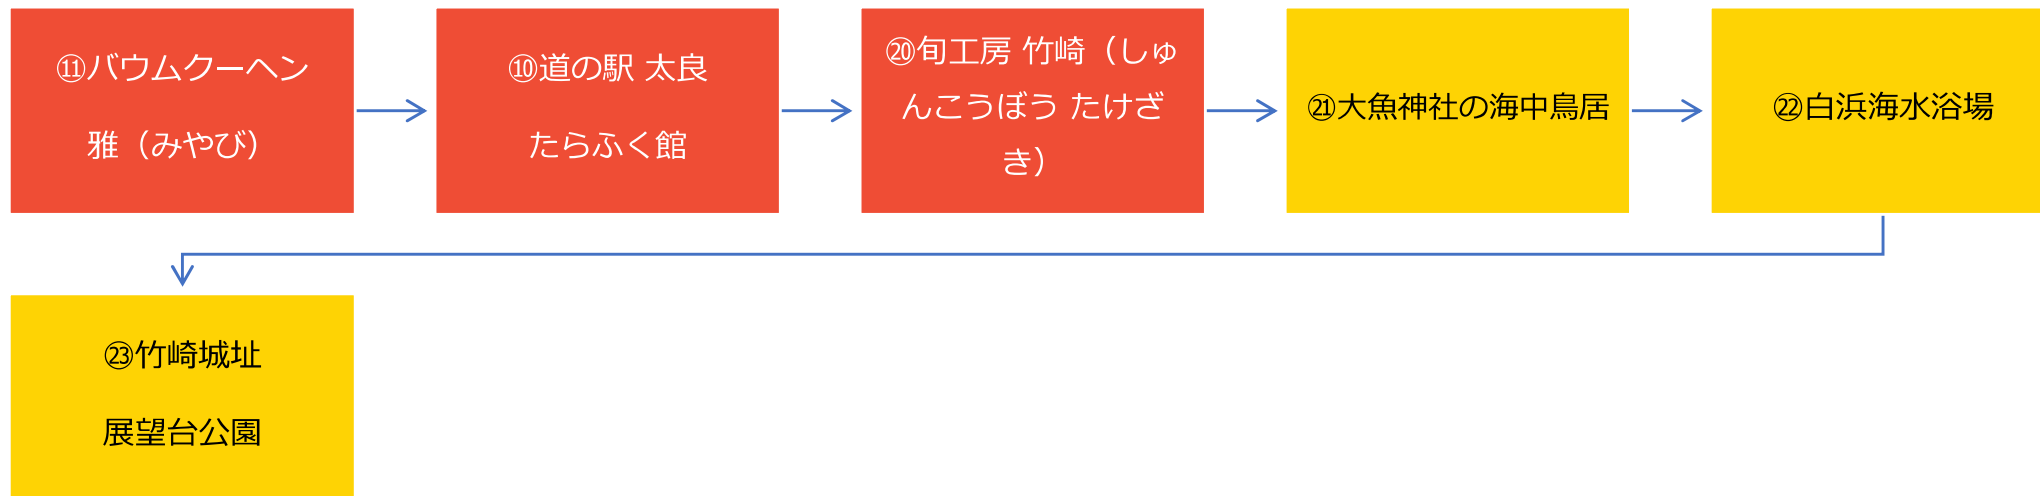 ⑪バウムクーヘン
雅（みやび）
⑩道の駅 太良
たらふく館
⑳旬工房 竹崎（しゅ
んこうぼう たけざ
き）
㉑大魚神社の海中鳥居
㉒白浜海水浴場
㉓竹崎城址
展望台公園